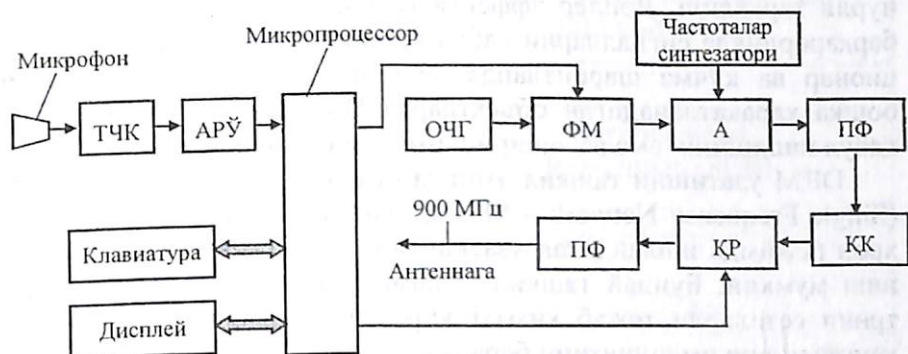 Микропроцессор
Частоталар
синтезатори
Микрофон
ТЧК
АРЎ
ОЧГ
ФМ
А
ПФ
900 МГц
Антеннага
ПФ
КР
КК
Клавиатура
Дисплей